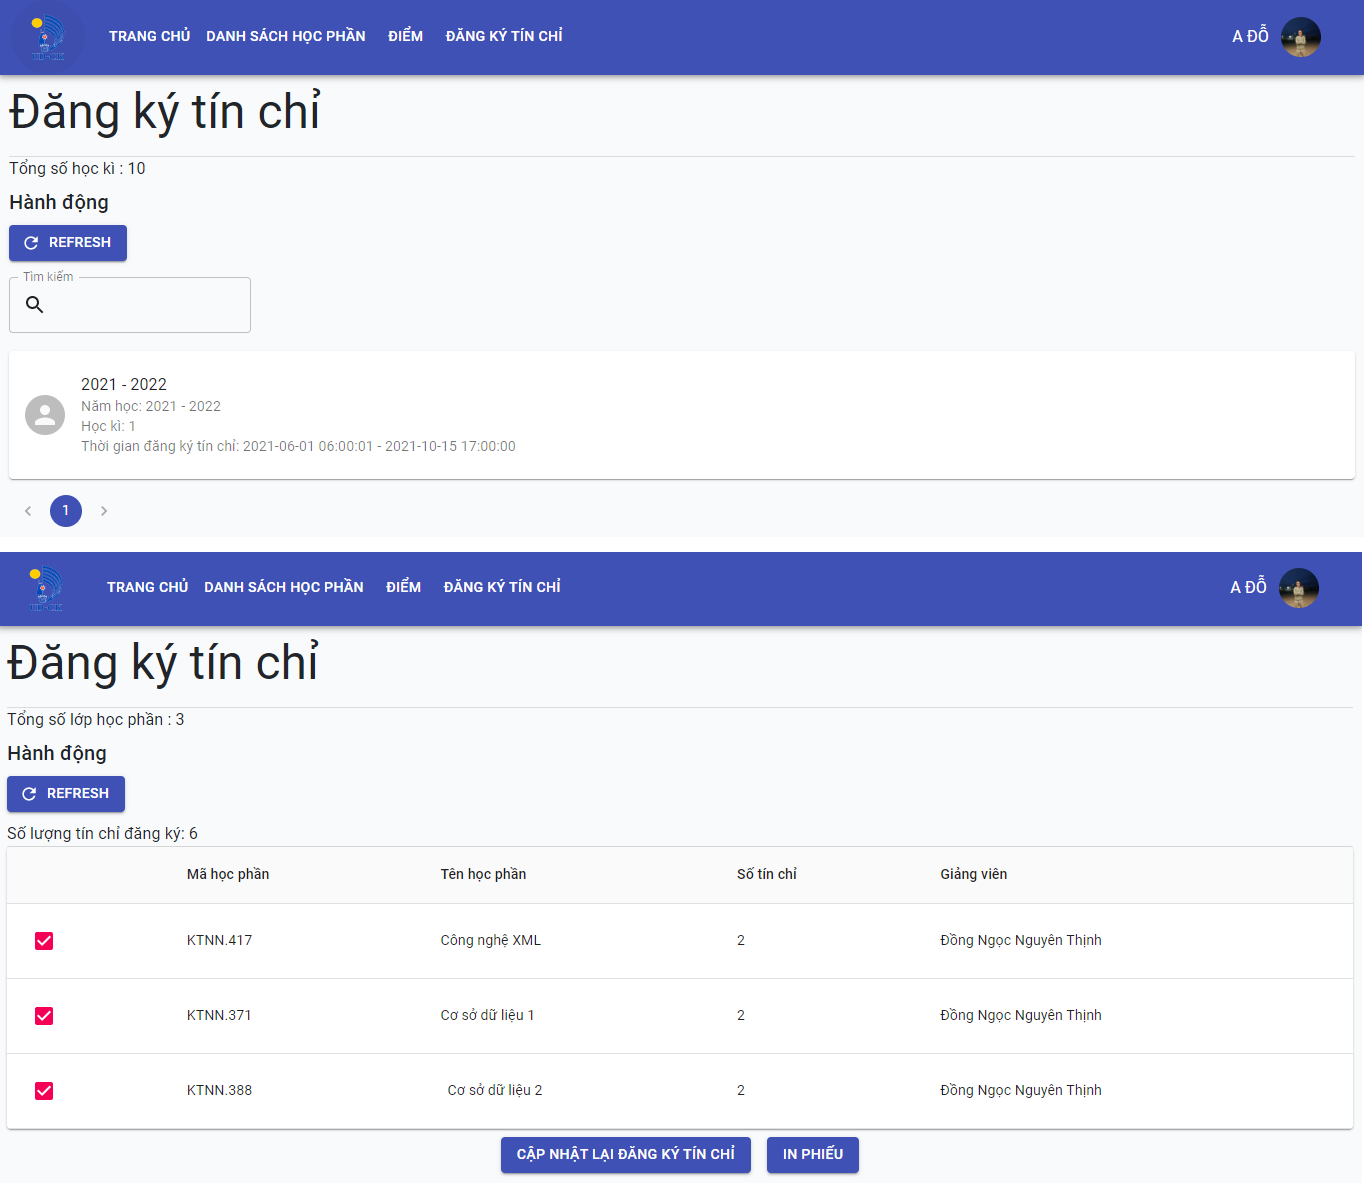 TRANG CHỦ DANH SÁCH HỌC PHẦN ĐIỂM ĐĂNG KÝ TÍN CHỈ A ĐỖ
Đăng ký tín chỉ
Tổng số học kì : 10
Hành động
REFRESH
Tìm kiếm
2021 - 2022
Năm học: 2021 - 2022
Học kì: 1
Thời gian đăng ký tín chỉ: 2021-06-01 06:00:01 - 2021-10-15 17:00:00
1
TRANG CHỦ DANH SÁCH HỌC PHẦN ĐIỂM ĐĂNG KÝ TÍN CHỈ A ĐỖ
Đăng ký tín chỉ
Tổng số lớp học phần : 3
Hành động
REFRESH
Số lượng tín chỉ đăng ký: 6
Mã học phần Tên học phần Số tín chỉ Giảng viên
KTNN.417 Công nghệ XML 2 Đồng Ngọc Nguyên Thịnh
KTNN.371 Cơ sở dữ liệu 1 2 Đồng Ngọc Nguyên Thịnh
KTNN.388 Cơ sở dữ liệu 2 2 Đồng Ngọc Nguyên Thịnh
CẬP NHẬT LẠI ĐĂNG KÝ TÍN CHỈ IN PHIẾU